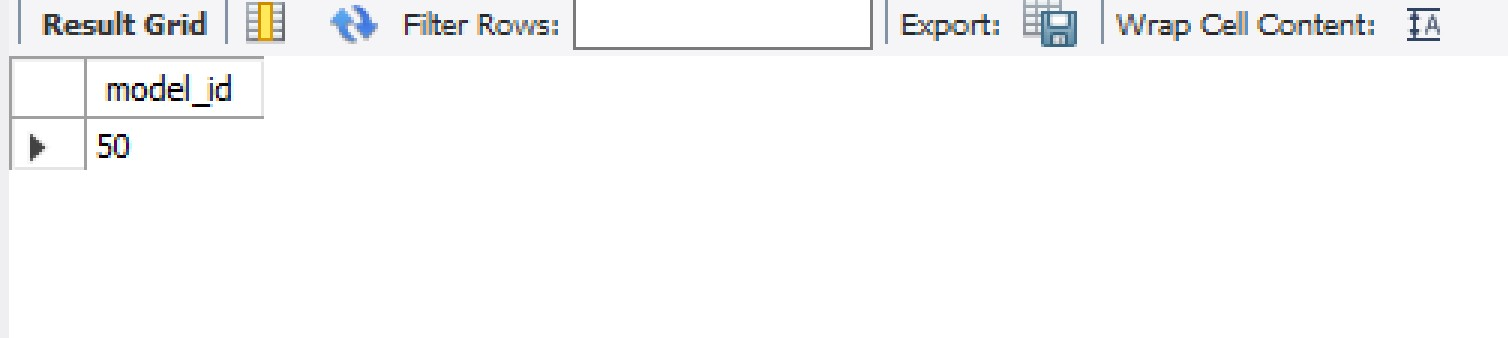 Result Grid Filter Rows: Export: Wrap Cell Content: A
model_id
50